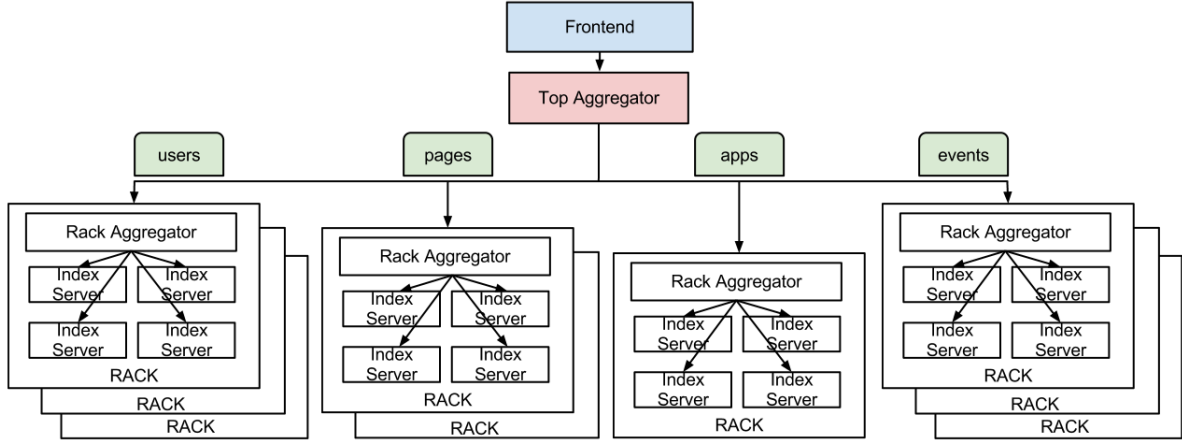 Frontend
Top Aggregator
users
pages
apps
events
Rack Aggregator
Index
Server
Index
Server
Index
Server
Index
Server
RACK
RACK
RACK
Rack Aggregator
Index
Server
Index
Server
Index
Server
Index
Server
RACK
RACK
Rack Aggregator
Index
Server
Index
Server
Index
Server
Index
Server
RACK
Rack Aggregator
Index
Server
Index
Server
Index
Server
Index
Server
RACK
RACK
RACK